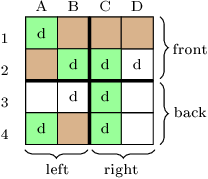 A B C D
1 d
front
2 d d d
3 d d
back
4 d d
left right